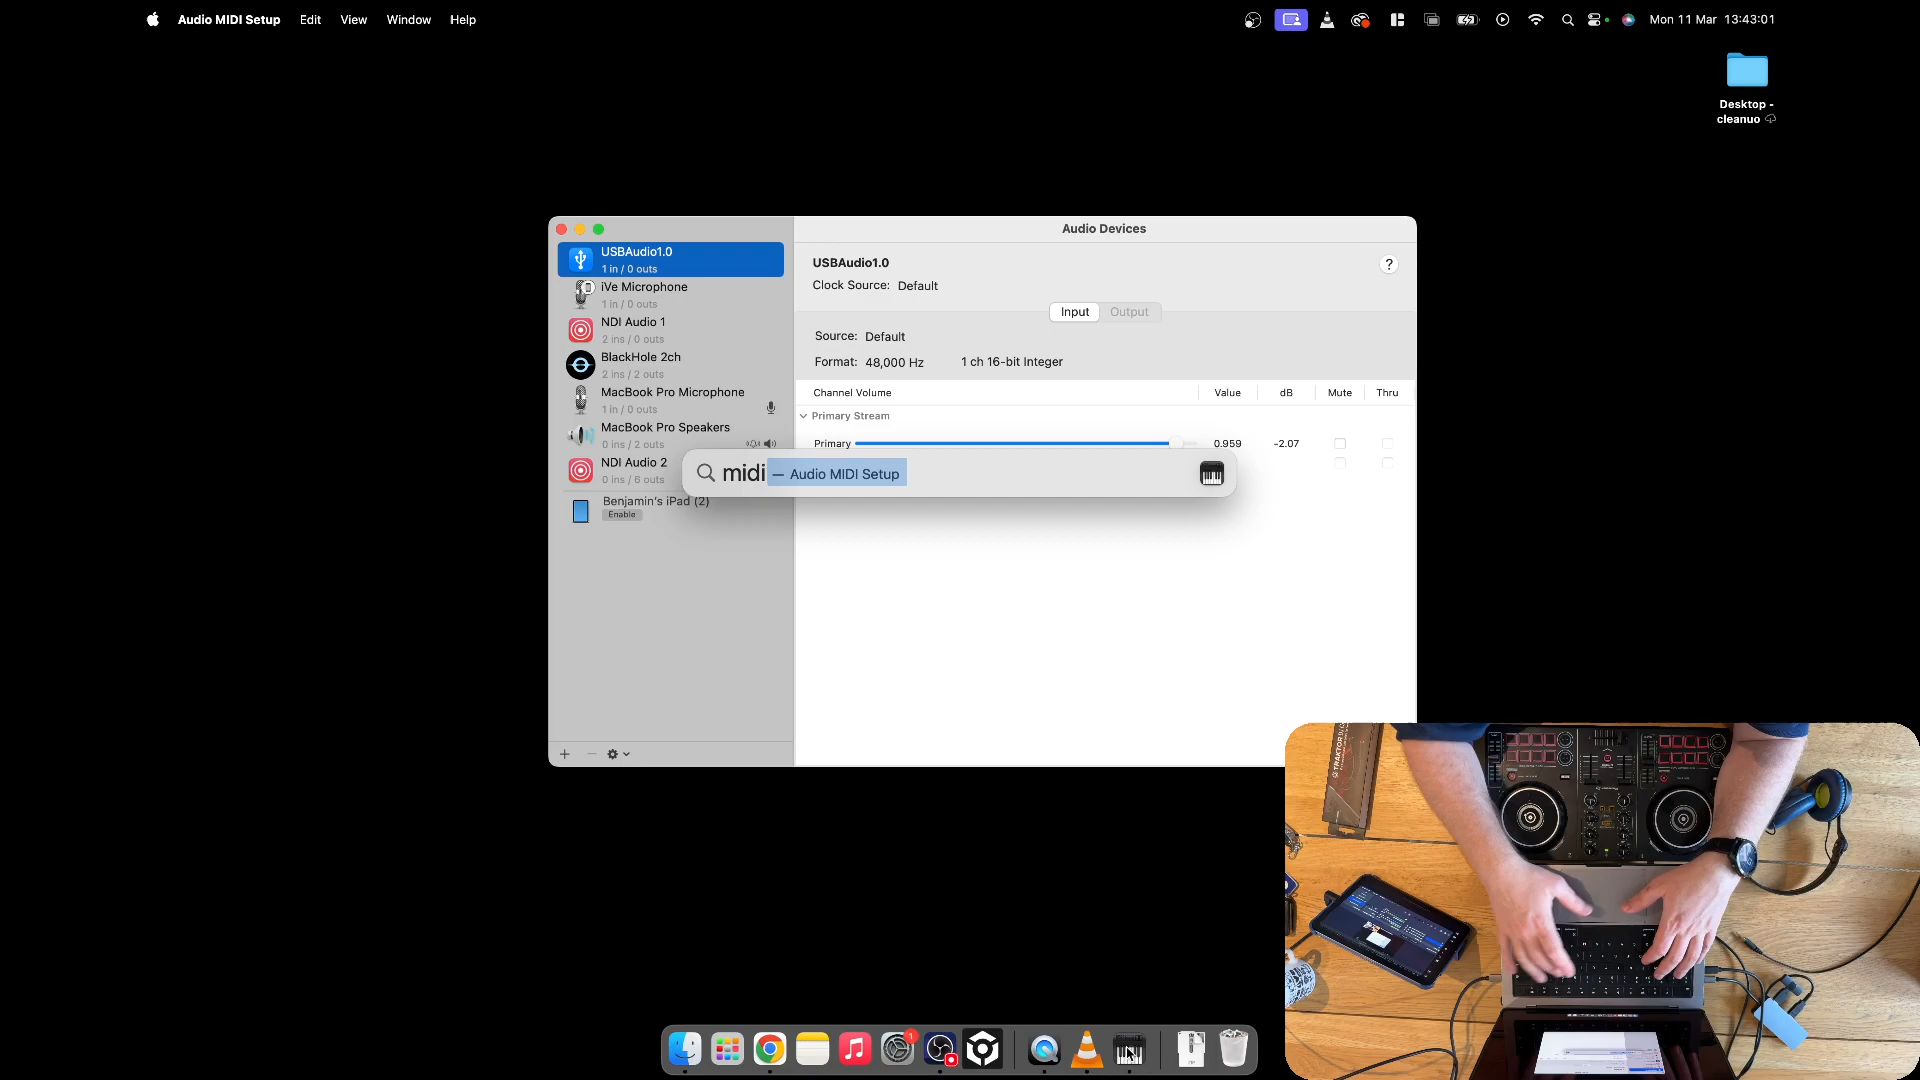 Audio MIDI Setup Edit View Window Help
Mon 11 Mar 13:43:01
Desktop -
cleanuo
Audio Devices
USBAudio1.0
1 in / 0 outs
iVe Microphone
1 in / 0 outs
NDI Audio 1
2 ins / 0 outs
BlackHole 2ch
2 ins / 2 outs
MacBook Pro Microphone
1 in / 0 outs
MacBook Pro Speakers
0 ins / 2 outs
NDI Audio 2
0 ins / 6 outs
Benjamin's iPad (2)
Enable
USBAudio1.0
?
Clock Source: Default
Input Output
Source: Default
Format: 48,000 Hz 1 ch 16-bit Integer
Channel Volume Value dB Mute Thru
Primary Stream
Primary 0.959 -2.07
midi — Audio MIDI Setup
1
TRAKTOR